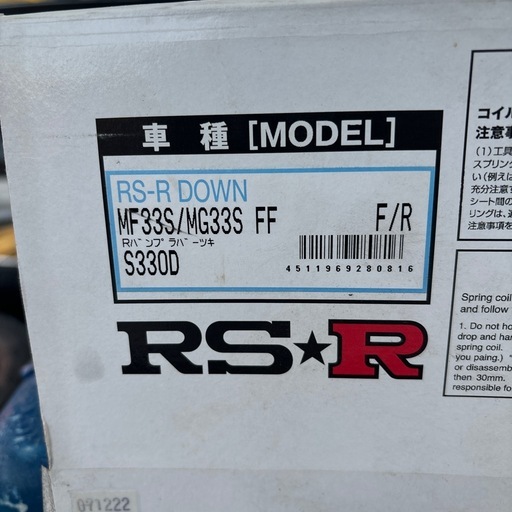 車種 [MODEL]
RS-R DOWN
MF33S/MG33S FF F/R
Rバンプラバーツキ
S330D
4511969280816
RS★R
091222
コイル
注意事
(1)工具
スプリン
い(例えば
充分注意す
シート間の
リングは、
注意事項を
Spring coil
and follow
1. Do not ho
drop and har
spring coil.
you paing.)
or disassemb
then 30mm.
responsible fo